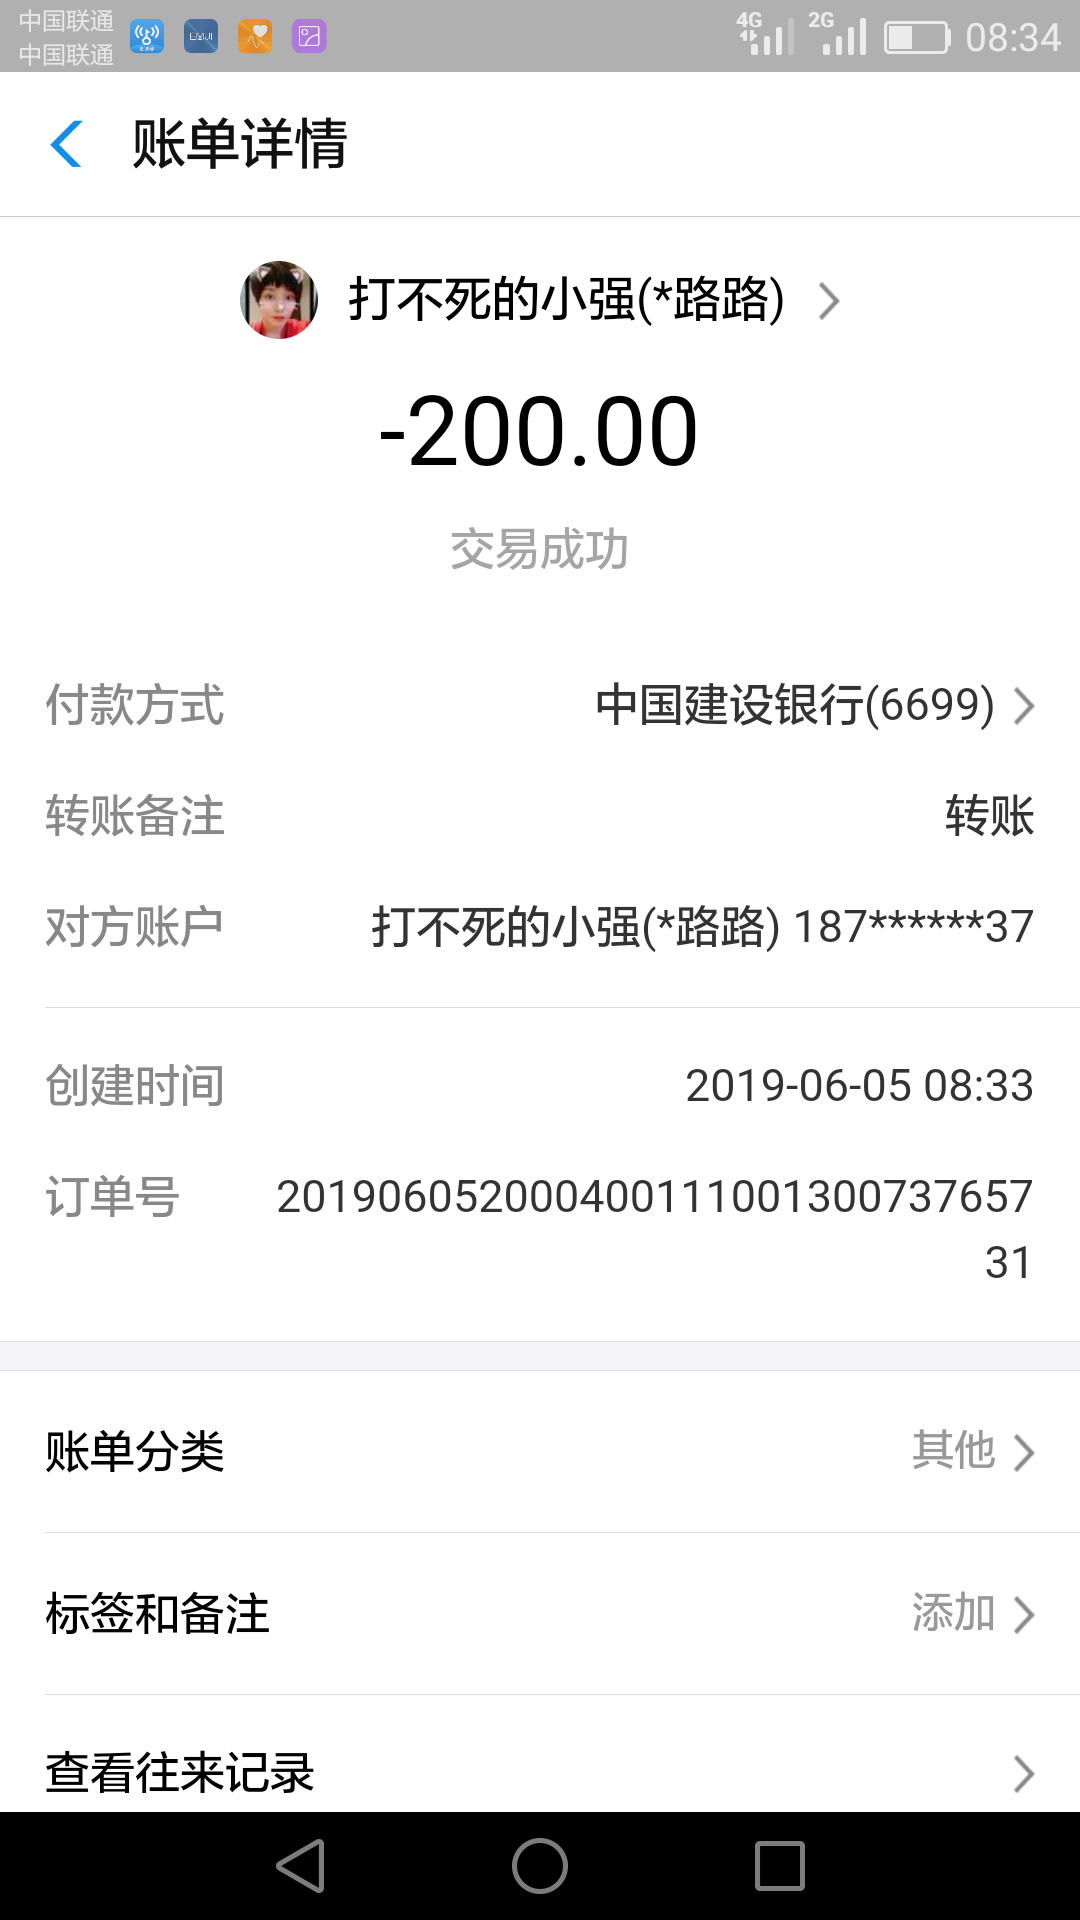 中国联通
中国联通
4G 2G 08:34
EMUI
账单详情
打不死的小强(*路路)
-200.00
交易成功
付款方式 中国建设银行(6699)
转账备注 转账
对方账户 打不死的小强(*路路) 187******37
创建时间 2019-06-05 08:33
订单号 201906052000400111001300737657
31
账单分类 其他
标签和备注 添加
查看往来记录